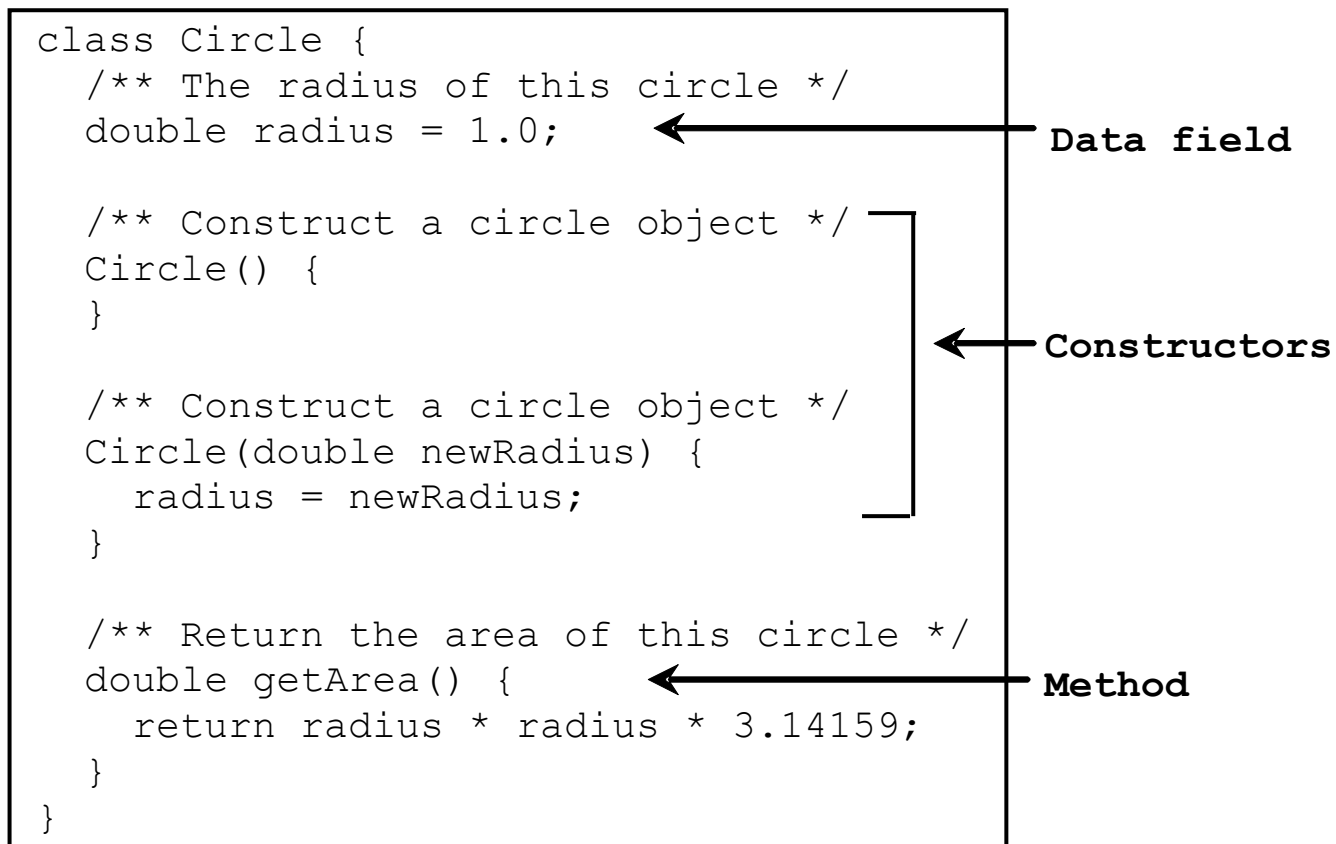 class Circle {
/** The radius of this circle */
double radius = 1.0;
Data field
/** Construct a circle object */
Circle() {
}
Constructors
/** Construct a circle object */
Circle(double newRadius) {
radius = newRadius;
}
/** Return the area of this circle */
double getArea() {
Method
return radius * radius * 3.14159;
}
}